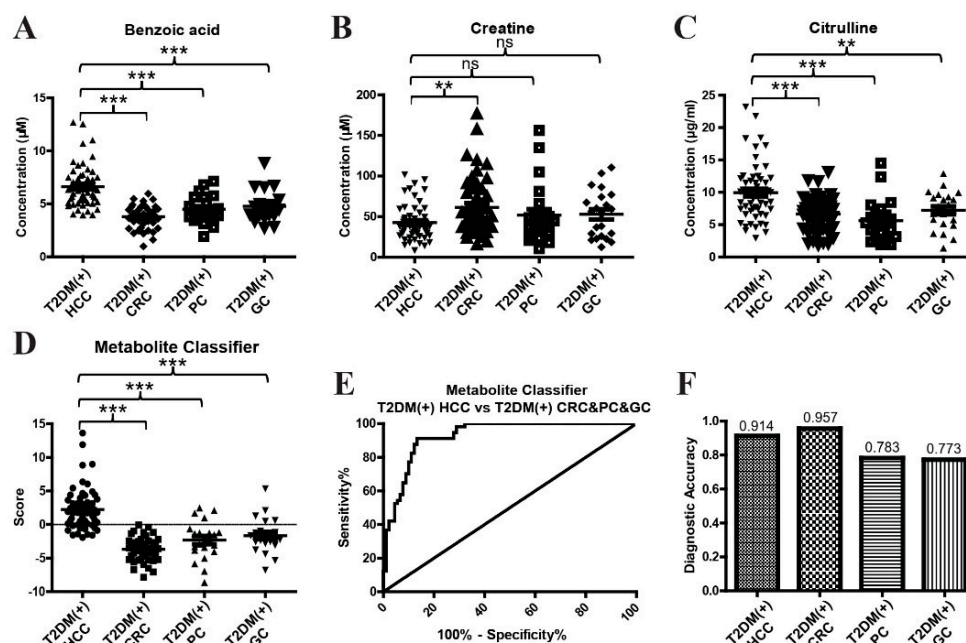 A
Benzoic acid
***
***
***
Concentration (µM)
15
10
5
0
T2DM(+) HCC
T2DM(+) CRC
T2DM(+) PC
T2DM(+) GC
B
Creatine
ns
ns
**
Concentration (µM)
200
150
100
50
0
T2DM(+) HCC
T2DM(+) CRC
T2DM(+) PC
T2DM(+) GC
C
Citrulline
**
***
***
Concentration (µg/ml)
25
20
15
10
5
0
T2DM(+) HCC
T2DM(+) CRC
T2DM(+) PC
T2DM(+) GC
D
Metabolite Classifier
***
***
***
Score
15
10
5
0
-5
-10
T2DM(+) HCC
T2DM(+) CRC
T2DM(+) PC
T2DM(+) GC
E
Metabolite Classifier
T2DM(+) HCC vs T2DM(+) CRC&PC&GC
Sensitivity%
100
80
60
40
20
0
0
20
40
60
80
100
100% - Specificity%
F
Diagnostic Accuracy
1.0
0.8
0.6
0.4
0.2
0.0
0.914
0.957
0.783
0.773
T2DM(+) HCC
T2DM(+) CRC
T2DM(+) PC
T2DM(+) GC